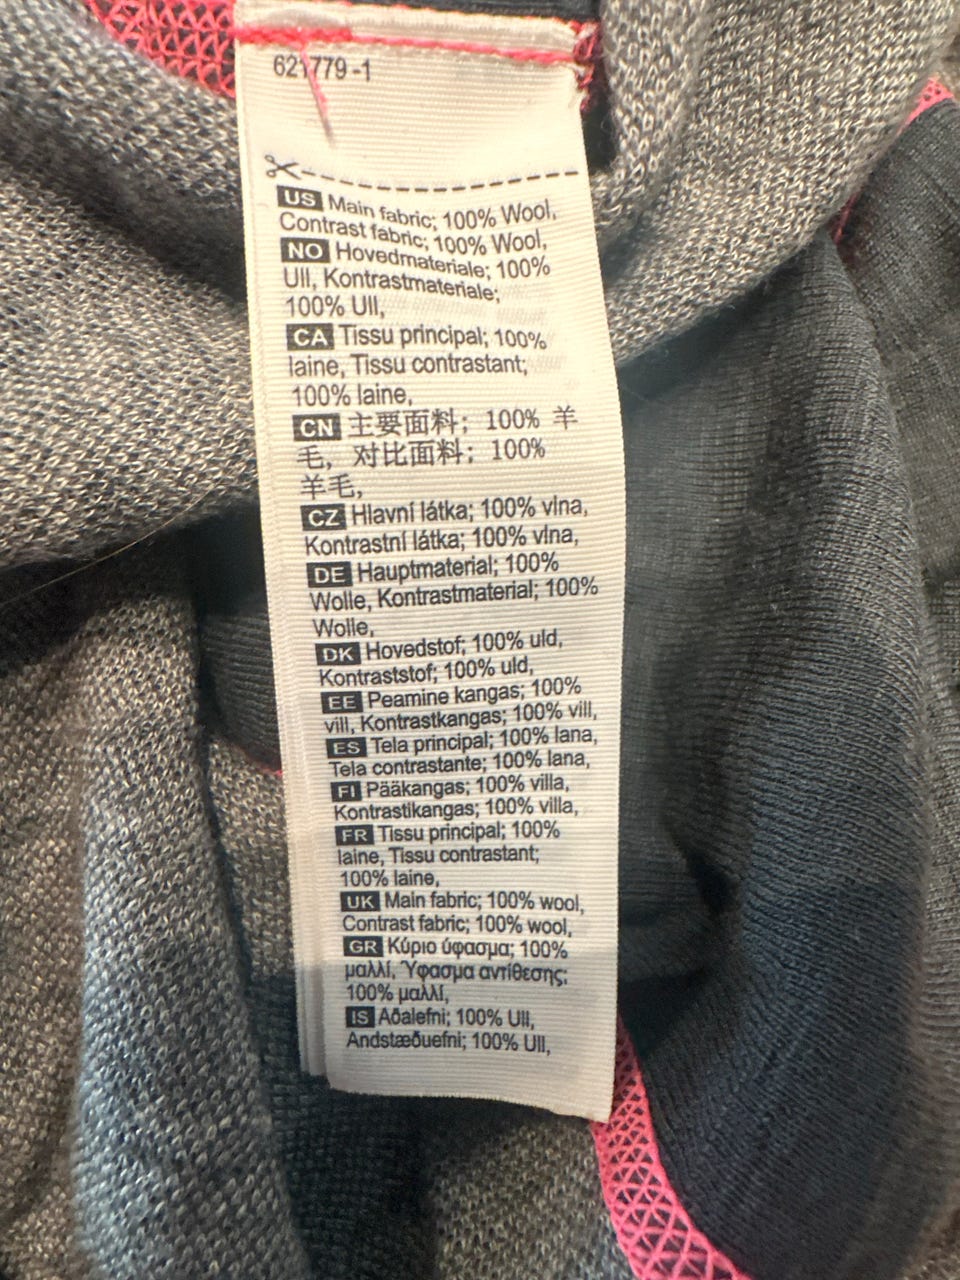 621779-1
US Main fabric; 100% Wool,
Contrast fabric; 100% Wool,
NO Hovedmateriale; 100%
Ull, Kontrastmateriale;
100% Ull,
CA Tissu principal; 100%
laine, Tissu contrastant;
100% laine,
CN 主要面料; 100% 羊
毛, 对比面料; 100%
羊毛,
CZ Hlavní látka; 100% vlna,
Kontrastní látka; 100% vlna,
DE Hauptmaterial; 100%
Wolle, Kontrastmaterial; 100%
Wolle,
DK Hovedstof; 100% uld,
Kontraststof; 100% uld,
EE Peamine kangas; 100%
vill, Kontrastkangas; 100% vill,
ES Tela principal; 100% lana,
Tela contrastante; 100% lana,
FI Pääkangas; 100% villa,
Kontrastikangas; 100% villa,
FR Tissu principal; 100%
laine, Tissu contrastant;
100% laine,
UK Main fabric; 100% wool,
Contrast fabric; 100% wool,
GR Κύριο ύφασμα; 100%
μαλλί, Ύφασμα αντίθεσης;
100% μαλλί,
IS Aðalefni; 100% Ull,
Andstæðuefni; 100% Ull,